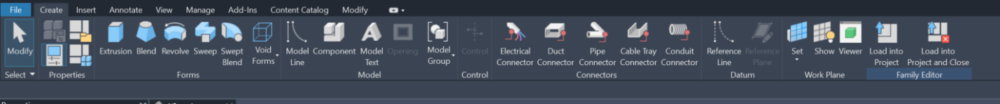 File Create Insert Annotate View Manage Add-Ins Content Catalog Modify
Modify Extrusion Blend Revolve Sweep Swept Blend Void Forms Model Line Component Model Text Opening Model Group Control Electrical Connector Duct Connector Pipe Connector Cable Tray Connector Conduit Connector Reference Line Reference Plane Set Show Viewer Load into Project Load into Project and Close
Select Properties Forms Model Control Connectors Datum Work Plane Family Editor